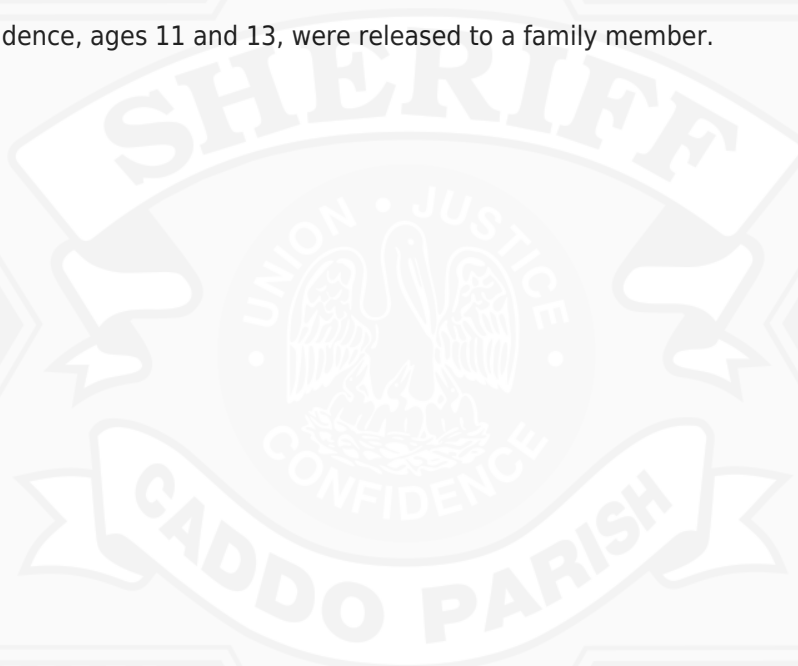 dence, ages 11 and 13, were released to a family member.
SHERIFF
UNION • JUSTICE
• •
CONFIDENCE
CADDO PARISH